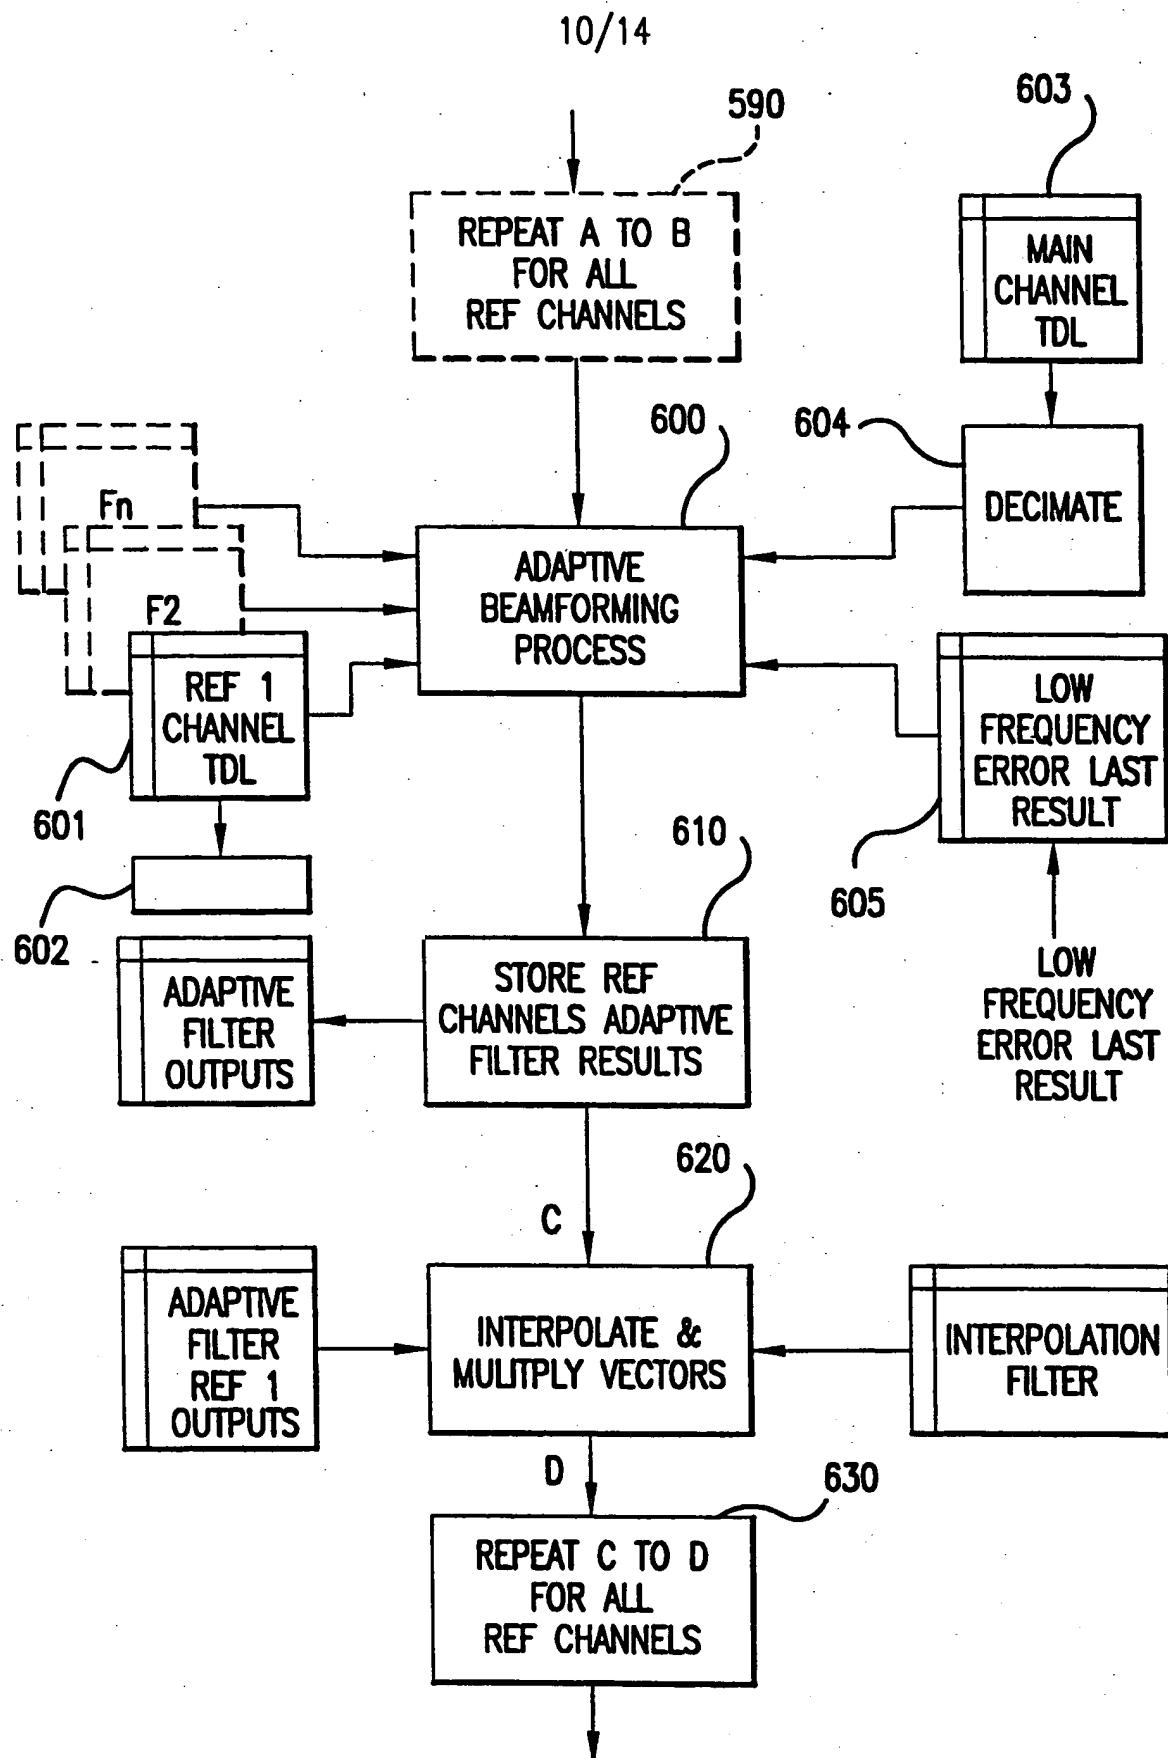 10/14
590
603
REPEAT A TO B
FOR ALL
REF CHANNELS
MAIN
CHANNEL
TDL
600
604
DECIMATE
Fn
F2
ADAPTIVE
BEAMFORMING
PROCESS
REF 1
CHANNEL
TDL
601
602
LOW
FREQUENCY
ERROR LAST
RESULT
605
610
LOW
FREQUENCY
ERROR LAST
RESULT
ADAPTIVE
FILTER
OUTPUTS
STORE REF
CHANNELS ADAPTIVE
FILTER RESULTS
620
C
ADAPTIVE
FILTER
REF 1
OUTPUTS
INTERPOLATE &
MULITPLY VECTORS
INTERPOLATION
FILTER
D
630
REPEAT C TO D
FOR ALL
REF CHANNELS